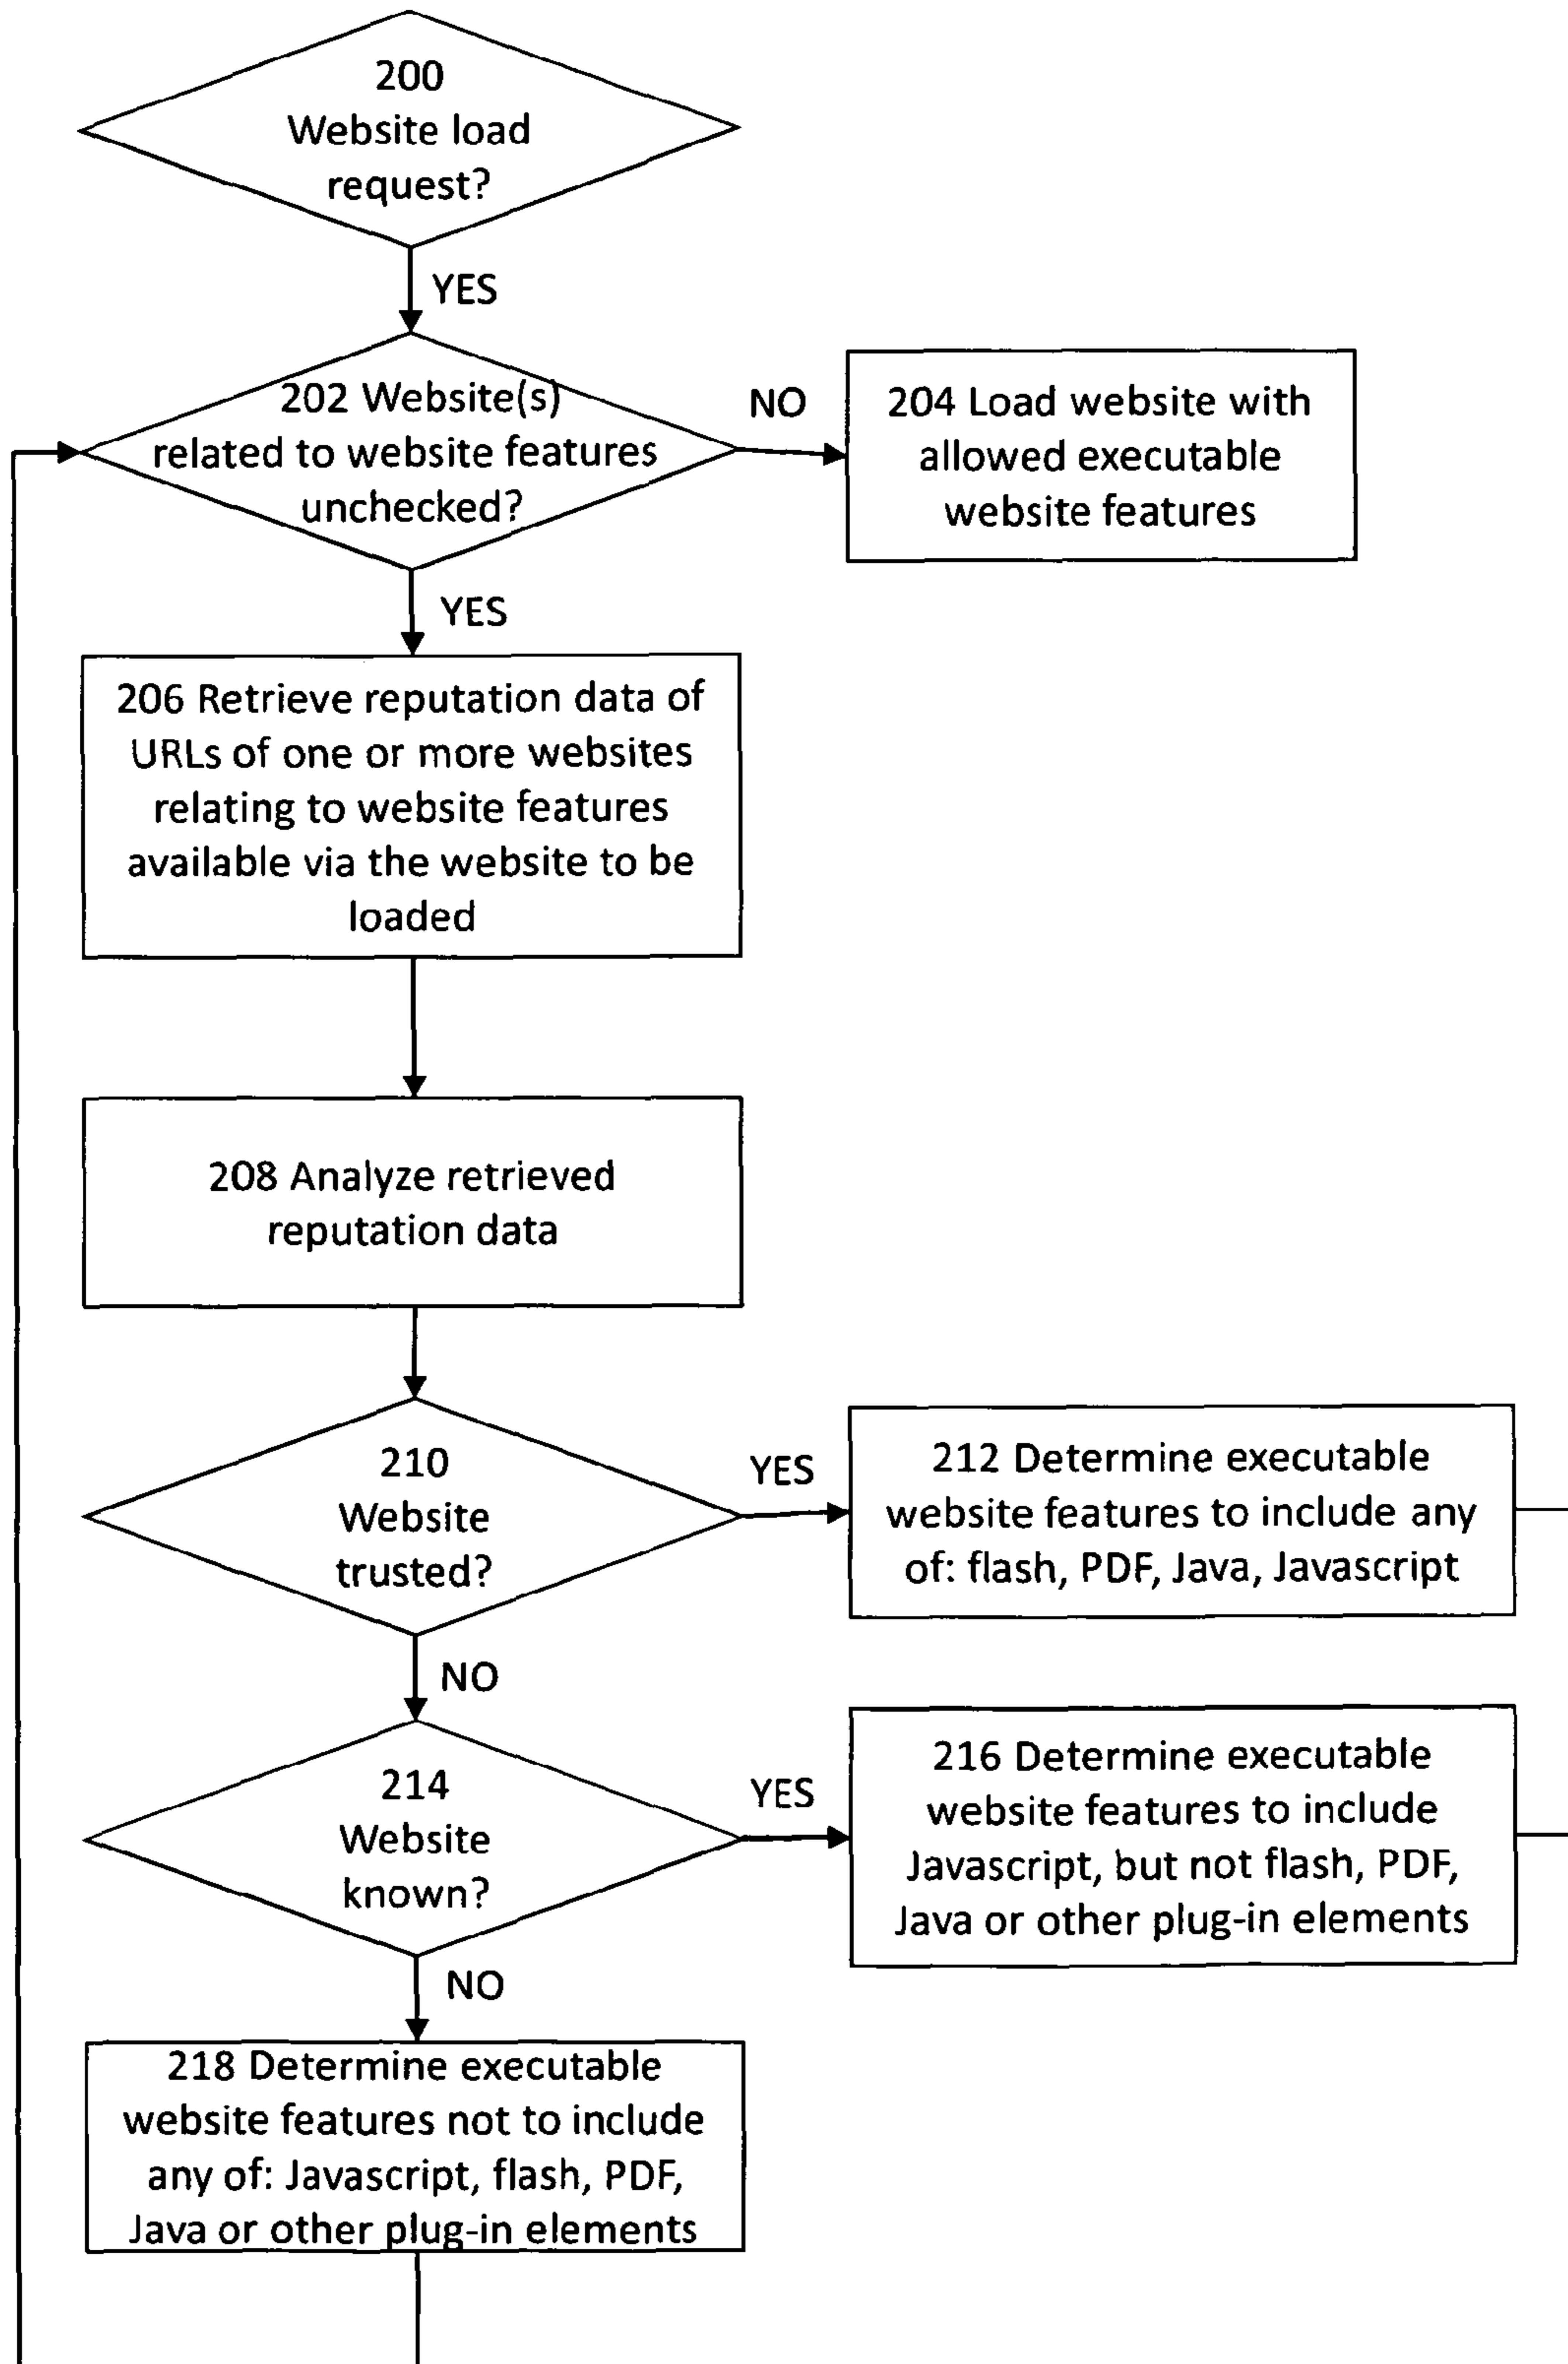 200
Website load
request?
YES
202 Website(s)
related to website features
unchecked?
NO
204 Load website with
allowed executable
website features
YES
206 Retrieve reputation data of
URLs of one or more websites
relating to website features
available via the website to be
loaded
208 Analyze retrieved
reputation data
210
Website
trusted?
YES
212 Determine executable
website features to include any
of: flash, PDF, Java, Javascript
NO
214
Website
known?
YES
216 Determine executable
website features to include
Javascript, but not flash, PDF,
Java or other plug-in elements
NO
218 Determine executable
website features not to include
any of: Javascript, flash, PDF,
Java or other plug-in elements